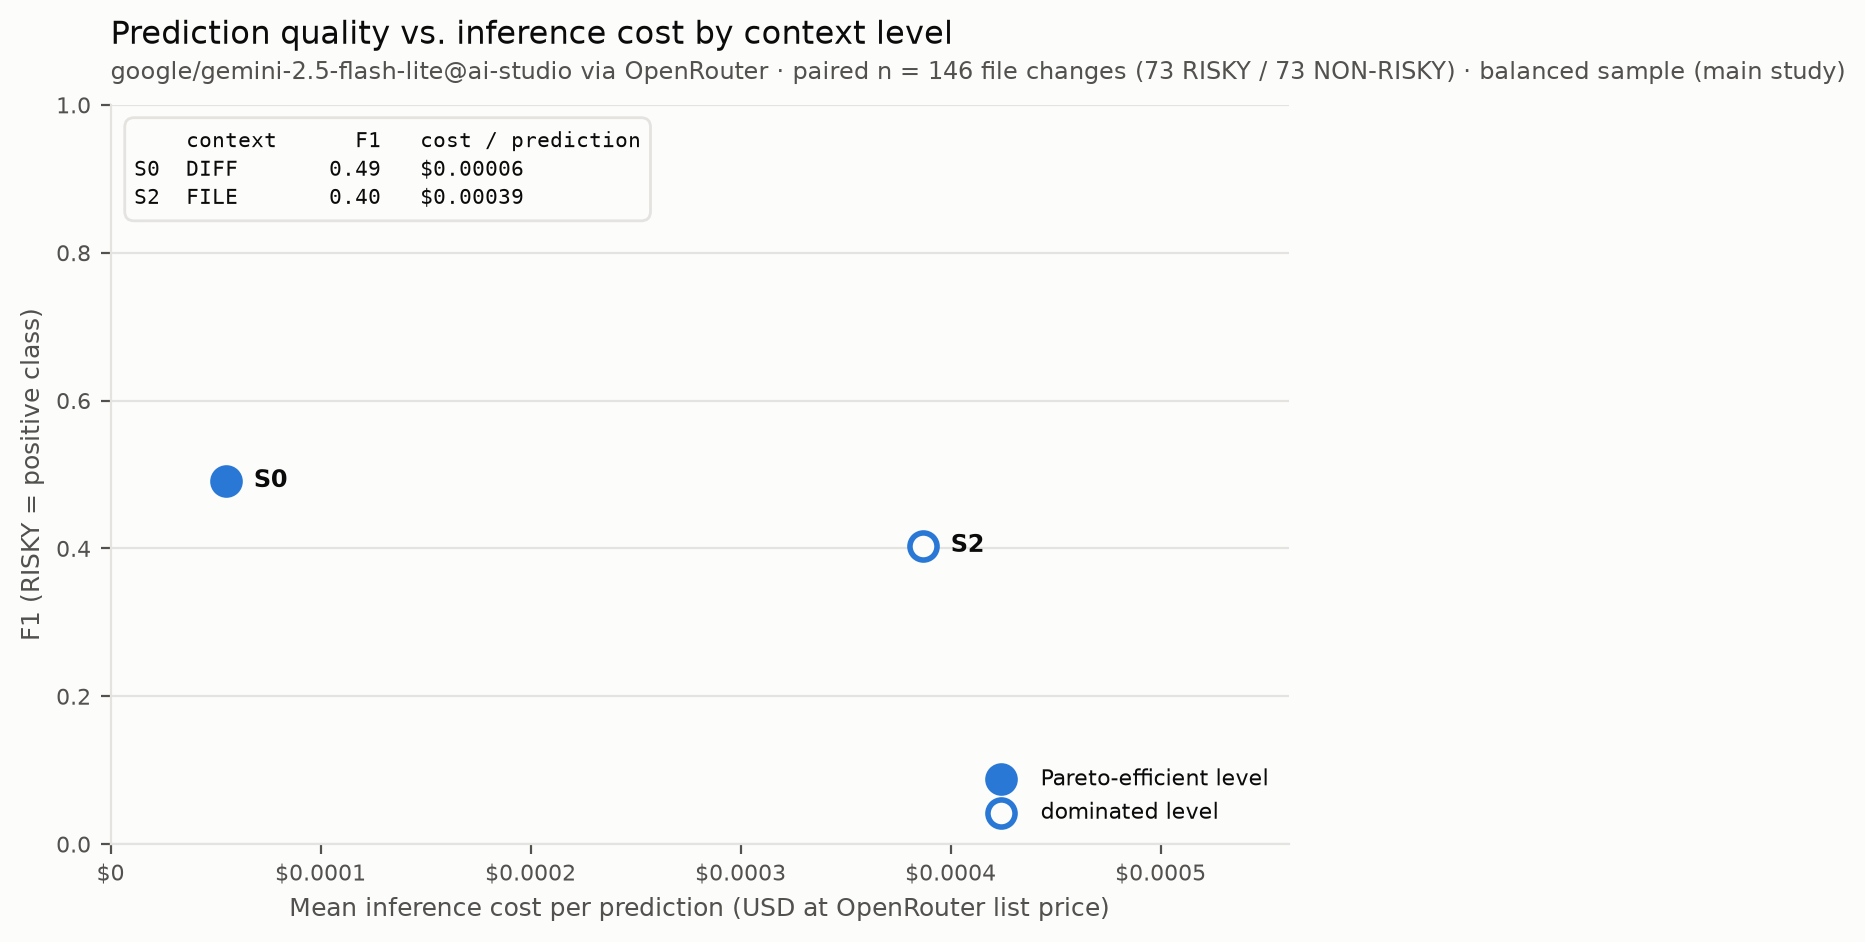 Prediction quality vs. inference cost by context level
google/gemini-2.5-flash-lite@ai-studio via OpenRouter · paired n = 146 file changes (73 RISKY / 73 NON-RISKY) · balanced sample (main study)
1.0
context F1 cost / prediction
S0 DIFF 0.49 $0.00006
S2 FILE 0.40 $0.00039
0.8
0.6
F1 (RISKY = positive class)
S0
0.4
S2
0.2
Pareto-efficient level
dominated level
0.0
$0 $0.0001 $0.0002 $0.0003 $0.0004 $0.0005
Mean inference cost per prediction (USD at OpenRouter list price)